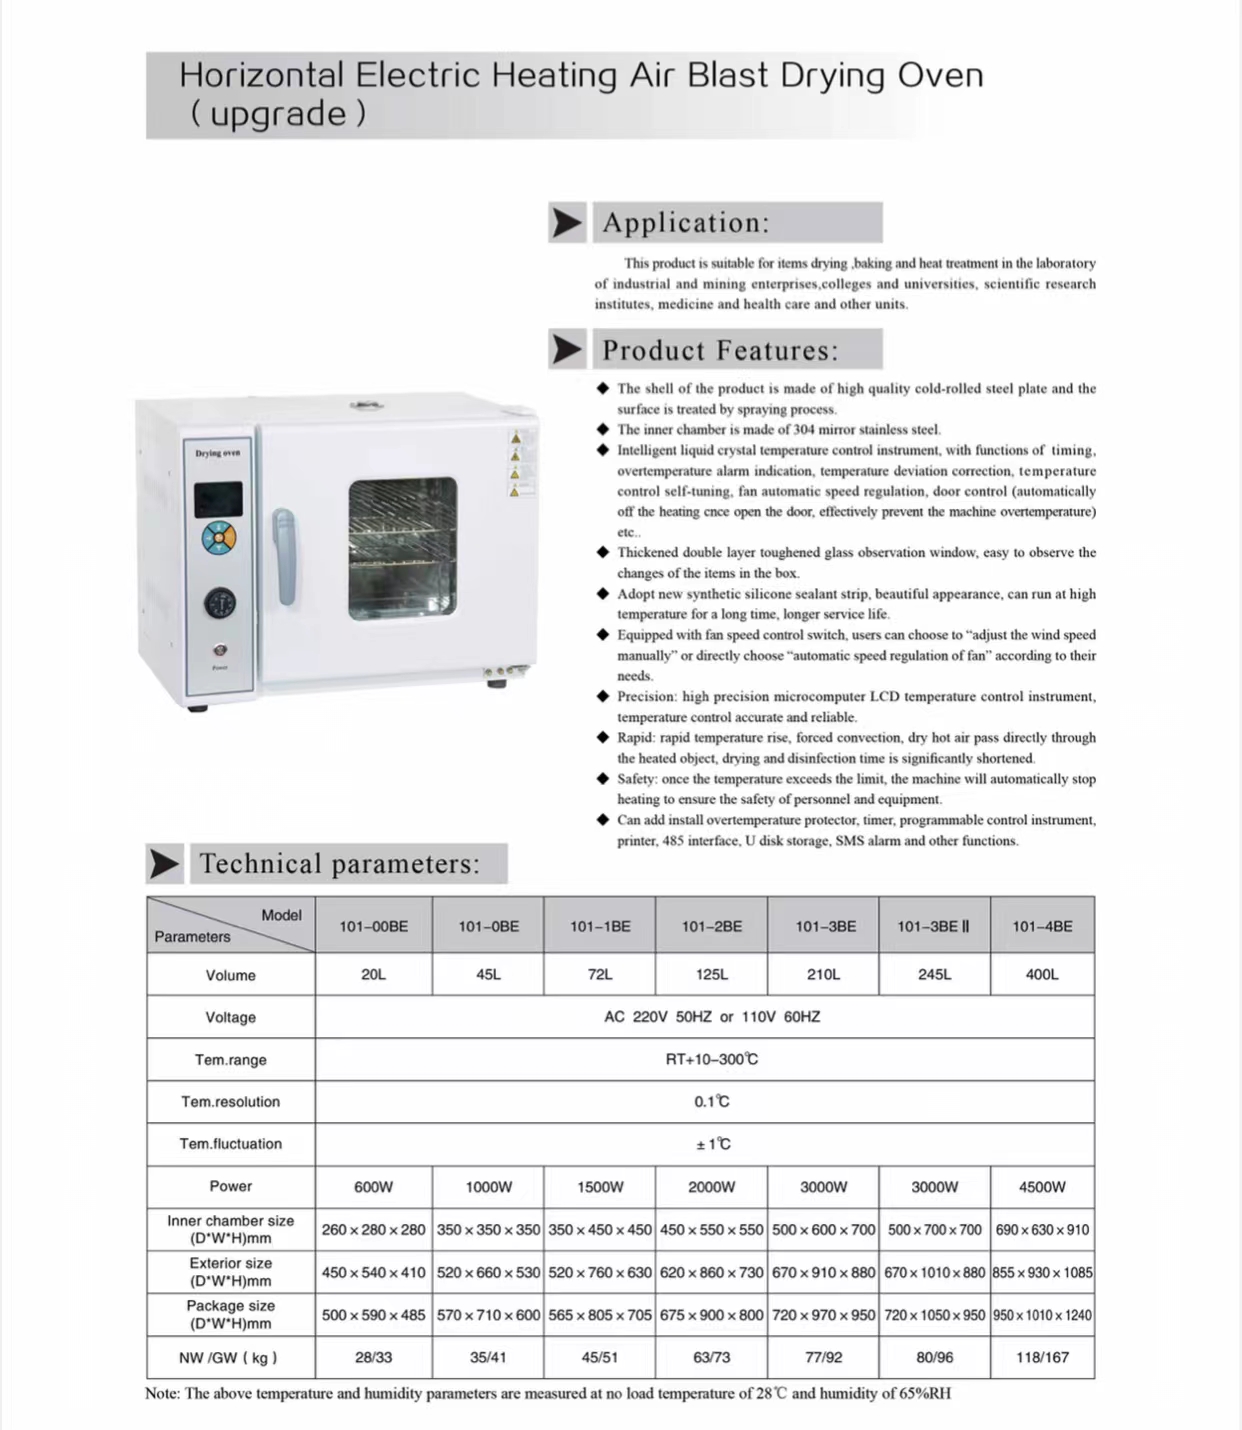 Horizontal Electric Heating Air Blast Drying Oven
( upgrade )
Application:
This product is suitable for items drying ,baking and heat treatment in the laboratory
of industrial and mining enterprises,colleges and universities, scientific research
institutes, medicine and health care and other units.
Product Features:
◆ The shell of the product is made of high quality cold-rolled steel plate and the
surface is treated by spraying process.
◆ The inner chamber is made of 304 mirror stainless steel.
◆ Intelligent liquid crystal temperature control instrument, with functions of timing,
overtemperature alarm indication, temperature deviation correction, temperature
control self-tuning, fan automatic speed regulation, door control (automatically
off the heating cnce open the door, effectively prevent the machine overtemperature)
etc..
◆ Thickened double layer toughened glass observation window, easy to observe the
changes of the items in the box.
◆ Adopt new synthetic silicone sealant strip, beautiful appearance, can run at high
temperature for a long time, longer service life.
◆ Equipped with fan speed control switch, users can choose to “adjust the wind speed
manually” or directly choose “automatic speed regulation of fan” according to their
needs.
◆ Precision: high precision microcomputer LCD temperature control instrument,
temperature control accurate and reliable.
◆ Rapid: rapid temperature rise, forced convection, dry hot air pass directly through
the heated object, drying and disinfection time is significantly shortened.
◆ Safety: once the temperature exceeds the limit, the machine will automatically stop
heating to ensure the safety of personnel and equipment.
◆ Can add install overtemperature protector, timer, programmable control instrument,
printer, 485 interface, U disk storage, SMS alarm and other functions.
Drying oven
Power
Technical parameters:
Model
Parameters 101-00BE 101-0BE 101-1BE 101-2BE 101-3BE 101-3BE II 101-4BE
Volume 20L 45L 72L 125L 210L 245L 400L
Voltage AC 220V 50HZ or 110V 60HZ
Tem.range RT+10-300℃
Tem.resolution 0.1℃
Tem.fluctuation ±1℃
Power 600W 1000W 1500W 2000W 3000W 3000W 4500W
Inner chamber size
(D*W*H)mm 260×280×280 350×350×350 350×450×450 450×550×550 500×600×700 500×700×700 690×630×910
Exterior size
(D*W*H)mm 450×540×410 520×660×530 520×760×630 620×860×730 670×910×880 670×1010×880 855×930×1085
Package size
(D*W*H)mm 500×590×485 570×710×600 565×805×705 675×900×800 720×970×950 720×1050×950 950×1010×1240
NW /GW ( kg ) 28/33 35/41 45/51 63/73 77/92 80/96 118/167
Note: The above temperature and humidity parameters are measured at no load temperature of 28℃ and humidity of 65%RH